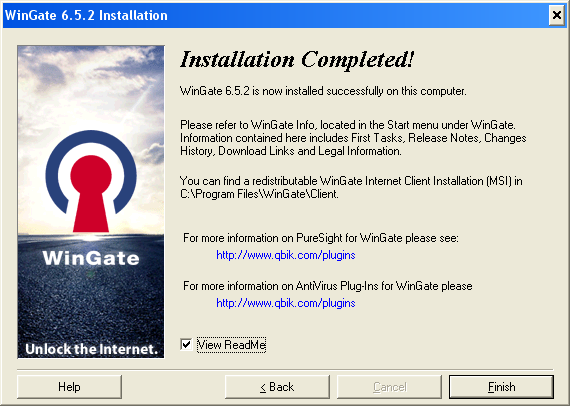 WinGate 6.5.2 Installation
Installation Completed!
WinGate 6.5.2 is now installed successfully on this computer.
Please refer to WinGate Info, located in the Start menu under WinGate.
Information contained here includes First Tasks, Release Notes, Changes
History, Download Links and Legal Information.
You can find a redistributable WinGate Internet Client Installation (MSI) in
C:\Program Files\WinGate\Client.
WinGate
For more information on PureSight for WinGate please see:
http://www.qbik.com/plugins
For more information on AntiVirus Plug-Ins for WinGate please
http://www.qbik.com/plugins
Unlock the Internet.
View ReadMe
Help
< Back
Cancel
Finish